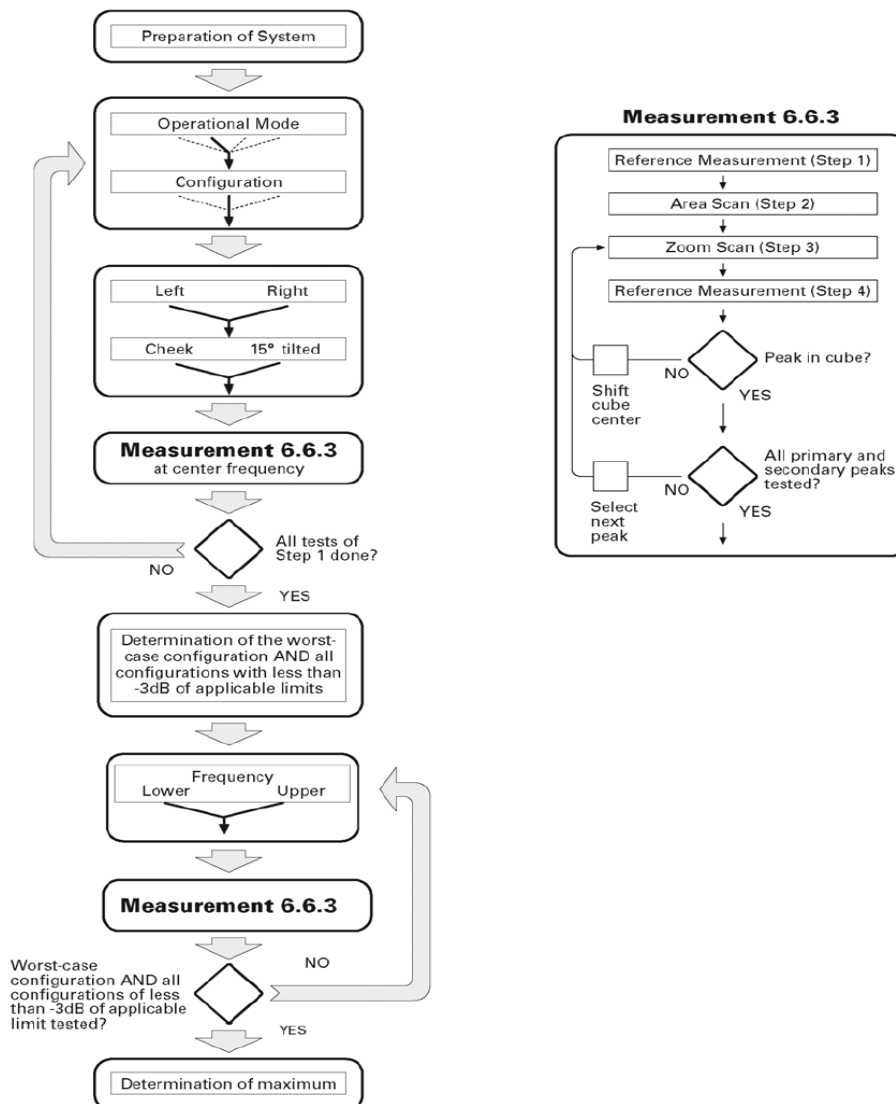 Preparation of System
Operational Mode
Configuration
Left Right
Cheek 15° tilted
Measurement 6.6.3
at center frequency
All tests of
Step 1 done?
NO
YES
Determination of the worst-
case configuration AND all
configurations with less than
-3dB of applicable limits
Frequency
Lower Upper
Measurement 6.6.3
Worst-case
configuration AND all
configurations of less
than -3dB of applicable
limit tested?
NO
YES
Determination of maximum
Measurement 6.6.3
Reference Measurement (Step 1)
Area Scan (Step 2)
Zoom Scan (Step 3)
Reference Measurement (Step 4)
Peak in cube?
NO
YES
Shift
cube
center
All primary and
secondary peaks
tested?
NO
YES
Select
next
peak